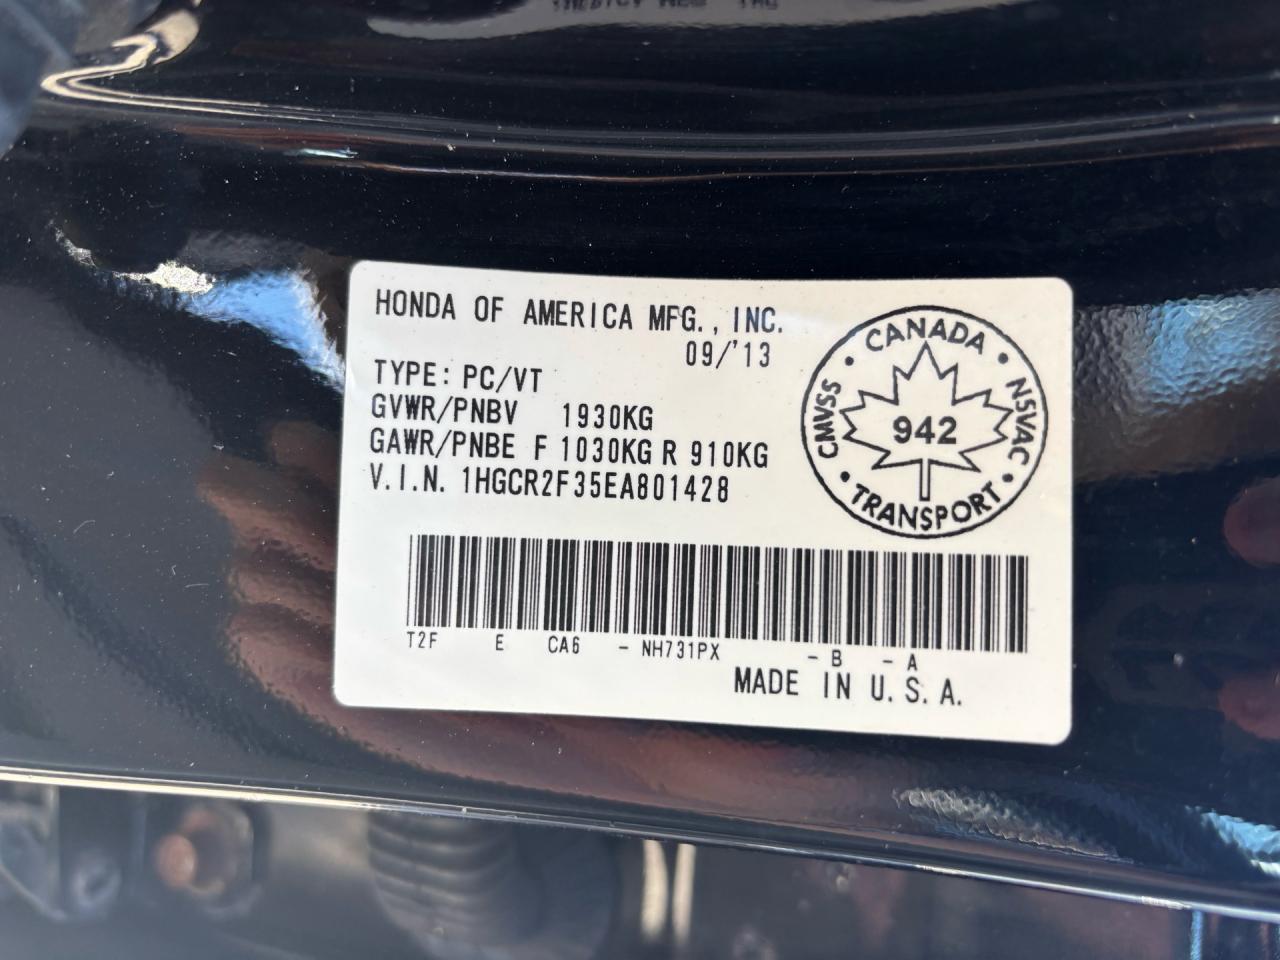 HONDA OF AMERICA MFG., INC.
09/'13
TYPE: PC/VT
GVWR/PNBV 1930KG
GAWR/PNBE F 1030KG R 910KG
V.I.N. 1HGCR2F35EA801428
CANADA
CMVSS
942
NSVAC
TRANSPORT
T2F E CA6 - NH731PX - B - A
MADE IN U.S.A.